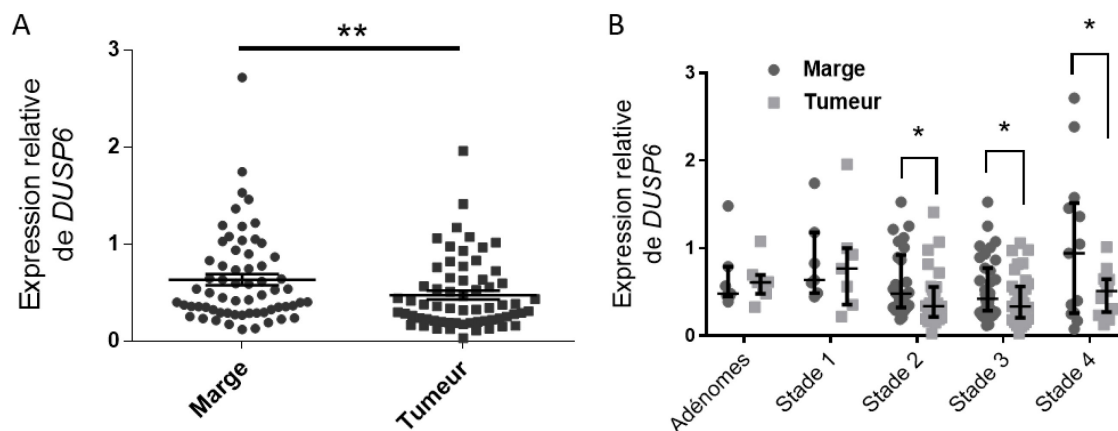 A
**
3
2
1
0
Expression relative
de DUSP6
Marge
Tumeur
B
Marge
Tumeur
*
*
*
3
2
1
0
Expression relative
de DUSP6
Adénomes
Stade 1
Stade 2
Stade 3
Stade 4